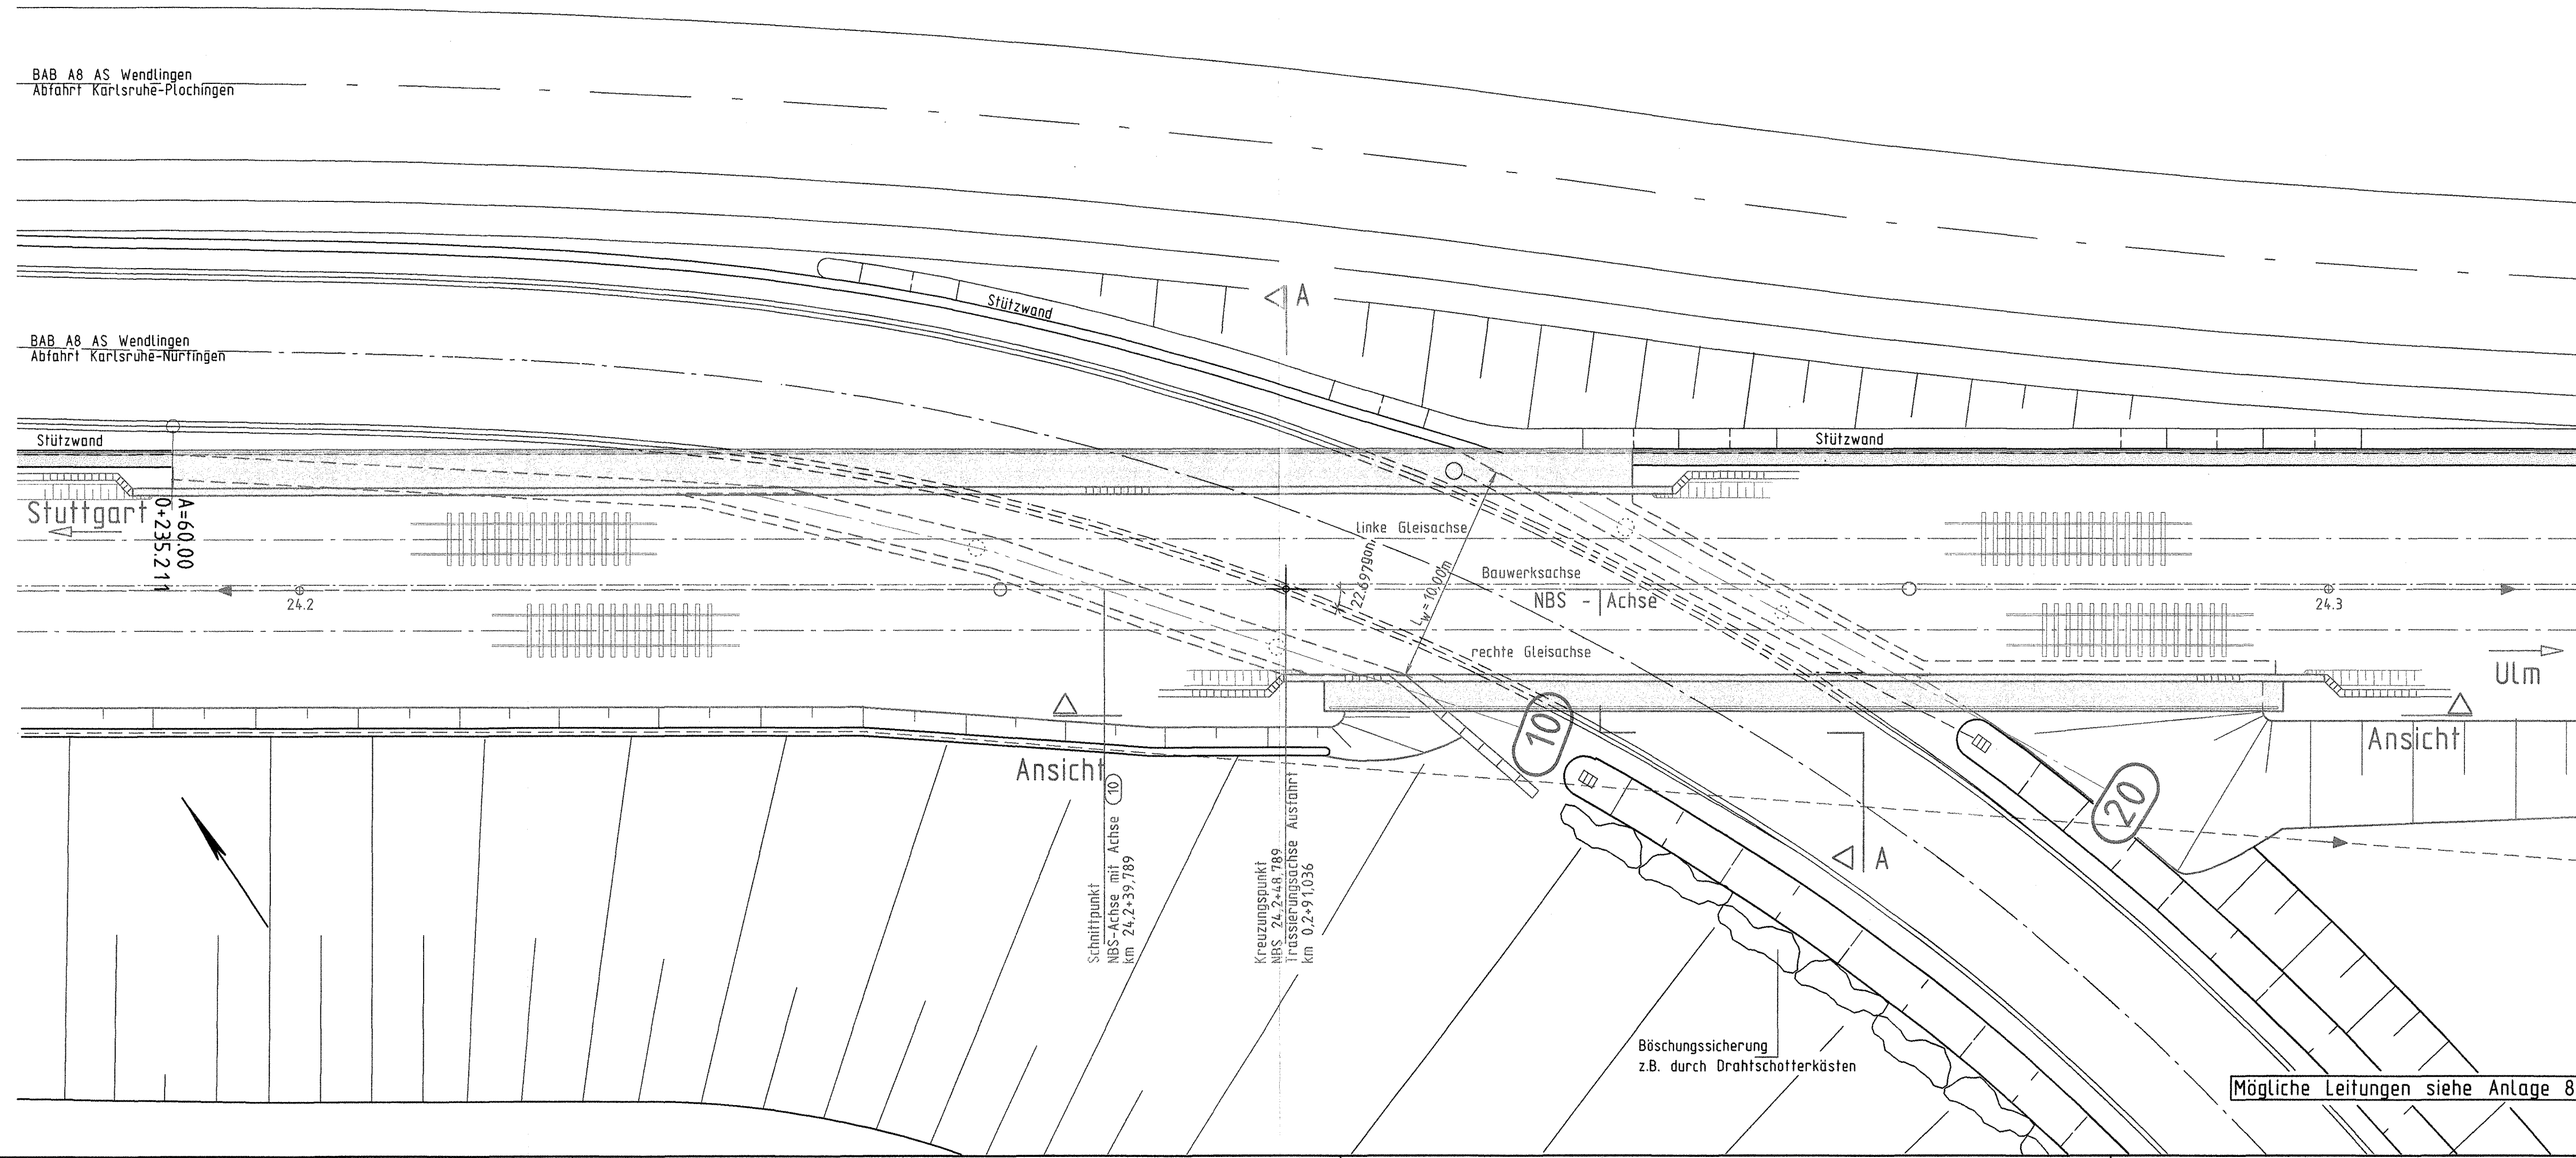 BAB A8 AS Wendlingen
Abfahrt Karlsruhe-Plochingen
A
Stützwand
BAB A8 AS Wendlingen
Abfahrt Karlsruhe-Nürtingen
Stützwand
Stützwand
Stuttgart
A=60.00
0+235.211
linke Gleisachse
22.697gon
Lw=10,00m
Bauwerksachse
NBS - Achse
24.2
24.3
rechte Gleisachse
Ulm
10
Ansicht
Ansicht
20
Schnittpunkt
NBS-Achse mit Achse 10
km 24,2+39,789
Kreuzungspunkt
NBS 24,2+48,789
Trassierungsachse Ausfahrt
km 0,2+91,036
A
Böschungssicherung
z.B. durch Drahtschotterkästen
Mögliche Leitungen siehe Anlage 8